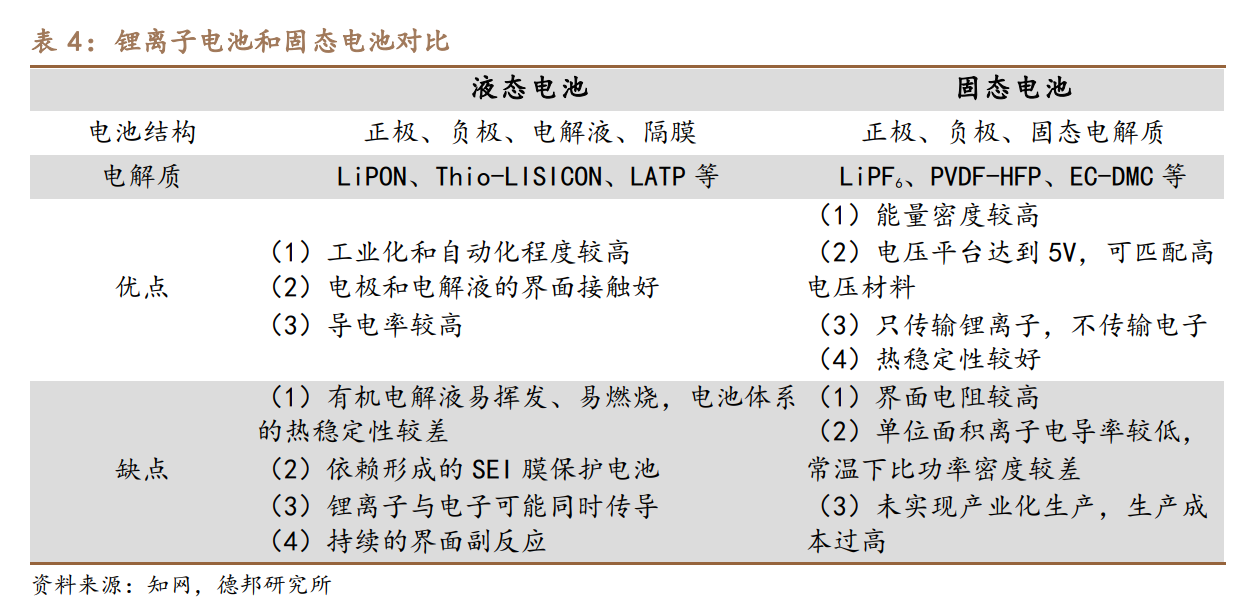 表 4：锂离子电池和固态电池对比
液态电池 固态电池
电池结构 正极、负极、电解液、隔膜 正极、负极、固态电解质
电解质 LiPON、Thio-LISICON、LATP 等 LiPF₆、PVDF-HFP、EC-DMC 等
优点
（1）工业化和自动化程度较高
（2）电极和电解液的界面接触好
（3）导电率较高
（1）能量密度较高
（2）电压平台达到 5V，可匹配高
电压材料
（3）只传输锂离子，不传输电子
（4）热稳定性较好
缺点
（1）有机电解液易挥发、易燃烧，电池体系
的热稳定性较差
（2）依赖形成的 SEI 膜保护电池
（3）锂离子与电子可能同时传导
（4）持续的界面副反应
（1）界面电阻较高
（2）单位面积离子电导率较低，
常温下比功率密度较差
（3）未实现产业化生产，生产成
本过高
资料来源：知网，德邦研究所